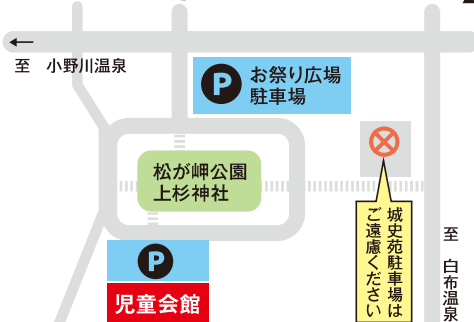 至 小野川温泉
P
お祭り広場
駐車場
松が岬公園
上杉神社
城史苑駐車場は
ご遠慮ください
至 白布温泉
P
児童会館